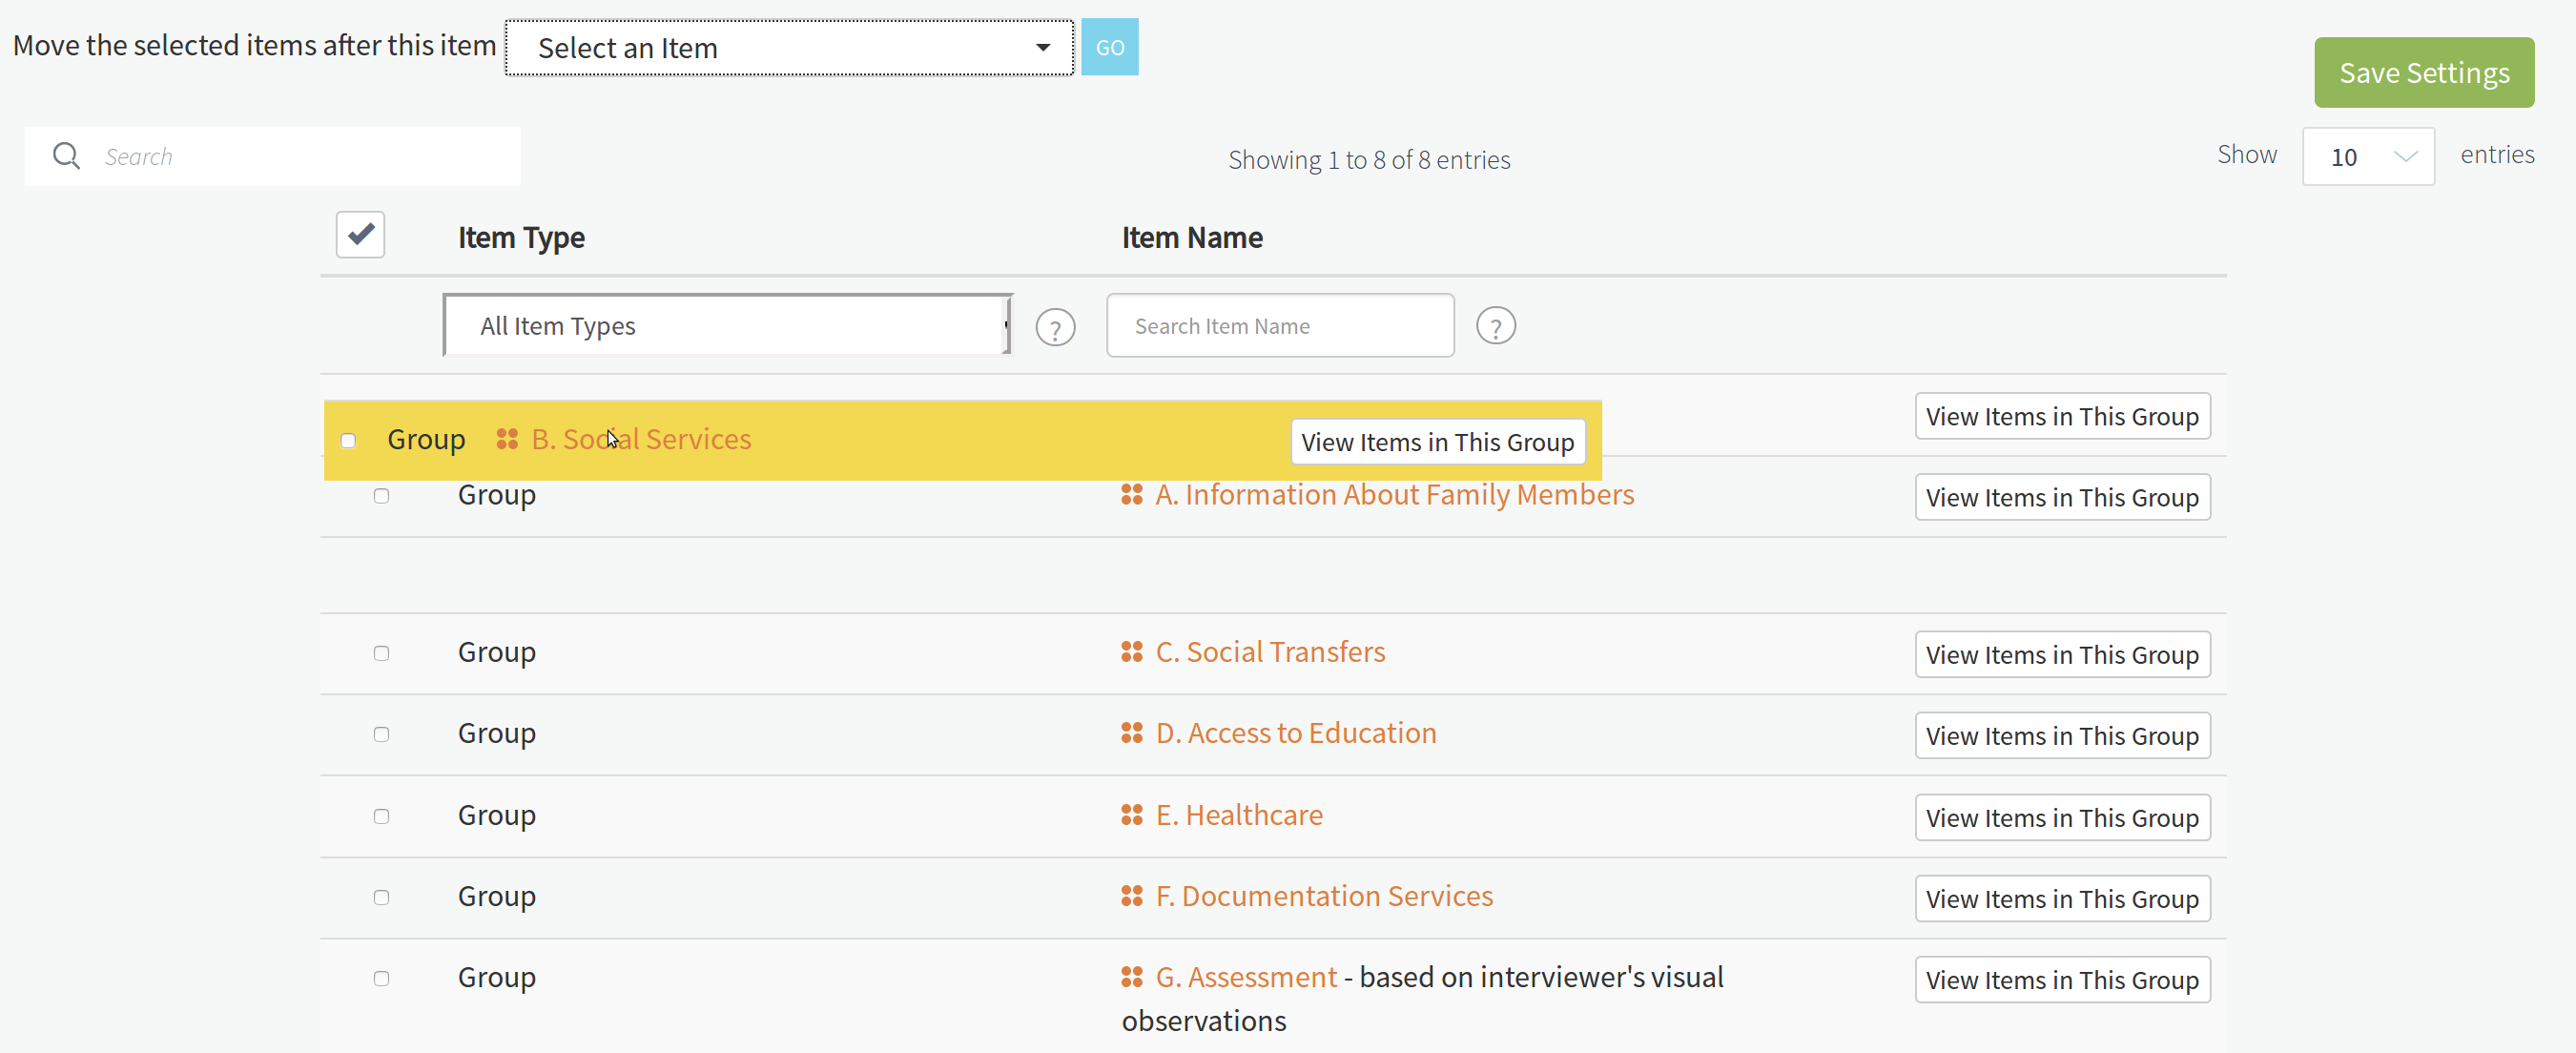 Move the selected items after this item Select an Item GO
Save Settings
Search
Showing 1 to 8 of 8 entries
Show 10 entries
Item Type Item Name
All Item Types ? Search Item Name ?
View Items in This Group
Group B. Social Services View Items in This Group
Group A. Information About Family Members View Items in This Group
Group C. Social Transfers View Items in This Group
Group D. Access to Education View Items in This Group
Group E. Healthcare View Items in This Group
Group F. Documentation Services View Items in This Group
Group G. Assessment - based on interviewer's visual View Items in This Group
observations